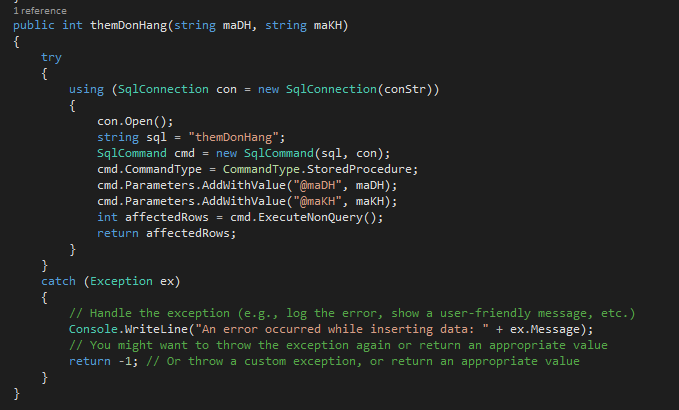 1 reference
public int themDonHang(string maDH, string maKH)
{
try
{
using (SqlConnection con = new SqlConnection(conStr))
{
con.Open();
string sql = "themDonHang";
SqlCommand cmd = new SqlCommand(sql, con);
cmd.CommandType = CommandType.StoredProcedure;
cmd.Parameters.AddWithValue("@maDH", maDH);
cmd.Parameters.AddWithValue("@maKH", maKH);
int affectedRows = cmd.ExecuteNonQuery();
return affectedRows;
}
}
catch (Exception ex)
{
// Handle the exception (e.g., log the error, show a user-friendly message, etc.)
Console.WriteLine("An error occurred while inserting data: " + ex.Message);
// You might want to throw the exception again or return an appropriate value
return -1; // Or throw a custom exception, or return an appropriate value
}
}